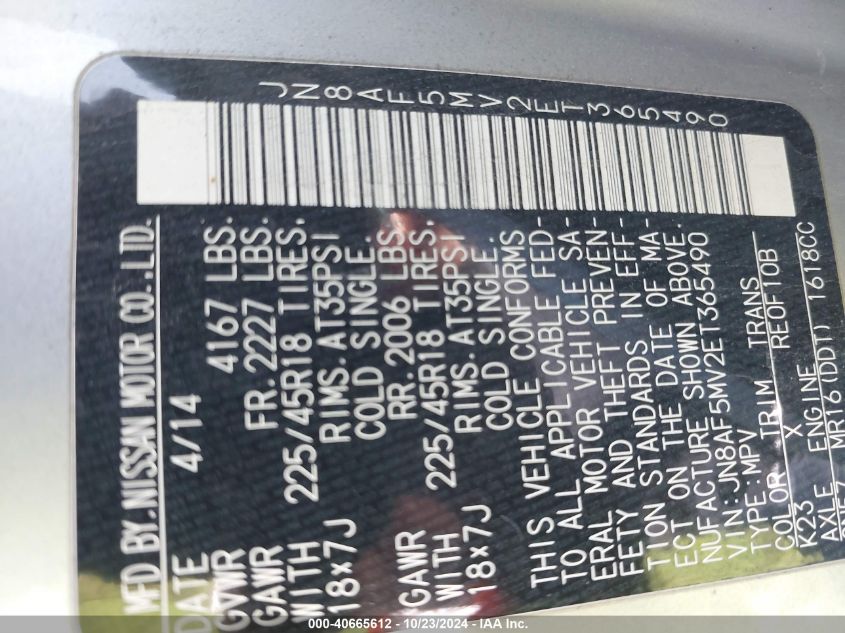 JN8AF5MV2ET365490
MFD BY.NISSAN MOTOR CO.,LTD.
DATE 4/14
GVWR 4167 LBS.
GAWR FR.2227 LBS.
WITH 225/45R18 TIRES.
18x7J RIMS.AT35PSI
COLD SINGLE.
GAWR RR.2006 LBS.
WITH 225/45R18 TIRES.
18x7J RIMS.AT35PSI
COLD SINGLE.
THIS VEHICLE CONFORMS
TO ALL APPLICABLE FED-
ERAL MOTOR VEHICLE SA-
FETY AND THEFT PREVEN-
TION STANDARDS IN EFF-
ECT ON THE DATE OF MA-
NUFACTURE SHOWN ABOVE.
VIN:JN8AF5MV2ET365490
TYPE:MPV
COLOR TRIM TRANS
K23 X RE0F10B
AXLE ENGINE
MR16(DDT) 1618CC
000-40665612 - 10/23/2024 - IAA Inc.